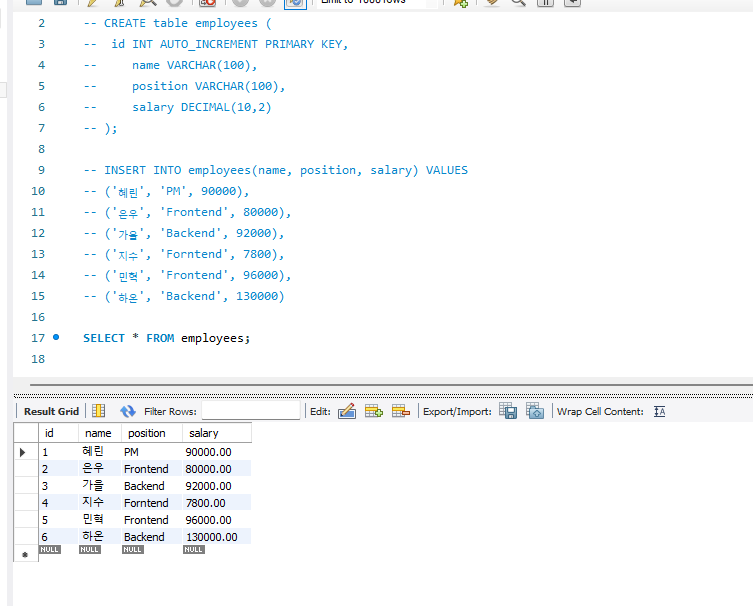 Limit to 1000 rows
2 -- CREATE table employees (
3 --  id INT AUTO_INCREMENT PRIMARY KEY,
4 --     name VARCHAR(100),
5 --     position VARCHAR(100),
6 --     salary DECIMAL(10,2)
7 -- );
8
9 -- INSERT INTO employees(name, position, salary) VALUES
10 -- ('혜린', 'PM', 90000),
11 -- ('은우', 'Frontend', 80000),
12 -- ('가을', 'Backend', 92000),
13 -- ('지수', 'Forntend', 7800),
14 -- ('민혁', 'Frontend', 96000),
15 -- ('하온', 'Backend', 130000)
16
17 SELECT * FROM employees;
18
Result Grid Filter Rows: Edit: Export/Import: Wrap Cell Content: IA
id name position salary
1 혜린 PM 90000.00
2 은우 Frontend 80000.00
3 가을 Backend 92000.00
4 지수 Forntend 7800.00
5 민혁 Frontend 96000.00
6 하온 Backend 130000.00
NULL NULL NULL NULL